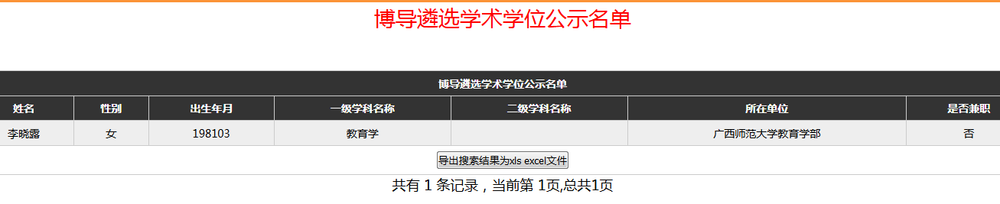 博导遴选学术学位公示名单
博导遴选学术学位公示名单
姓名 性别 出生年月 一级学科名称 二级学科名称 所在单位 是否兼职
李晓露 女 198103 教育学 广西师范大学教育学部 否
导出搜索结果为xls excel文件
共有 1 条记录，当前第 1页,总共1页